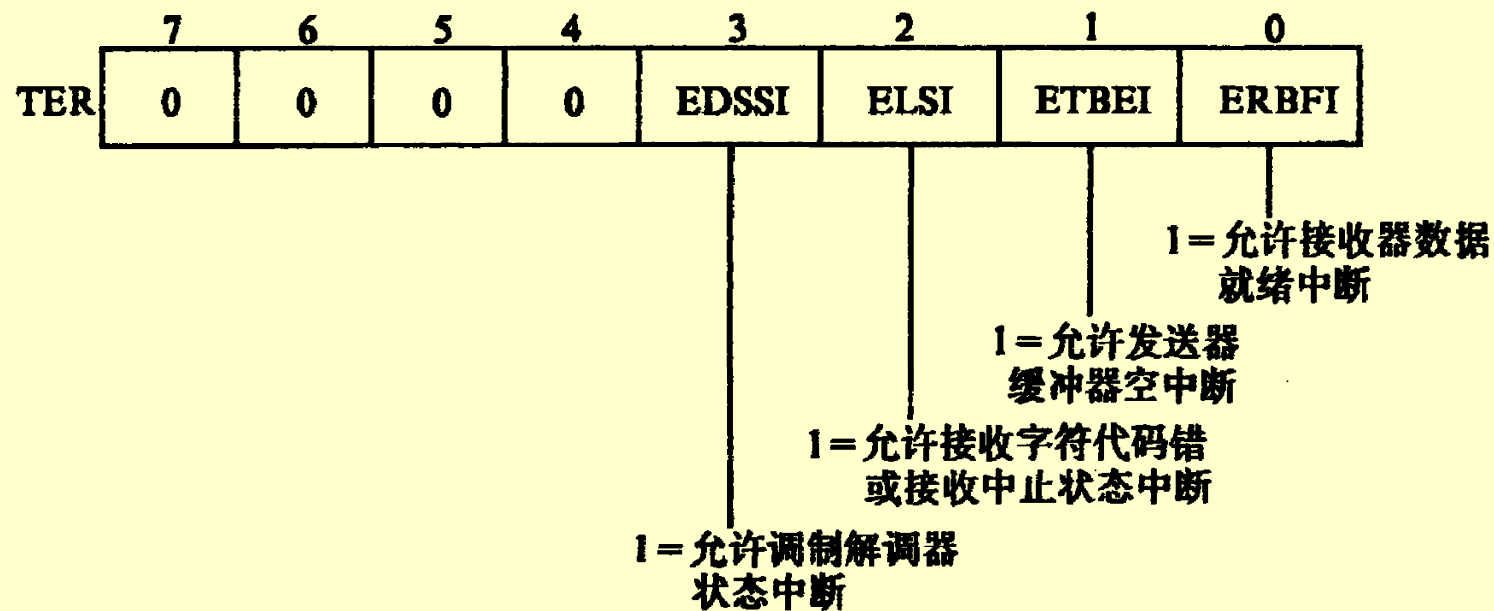 7 6 5 4 3 2 1 0
TER 0 0 0 0 EDSSI ELSI ETBEI ERBFI
1=允许接收器数据
就绪中断
1=允许发送器
缓冲器空中断
1=允许接收字符代码错
或接收中止状态中断
1=允许调制解调器
状态中断